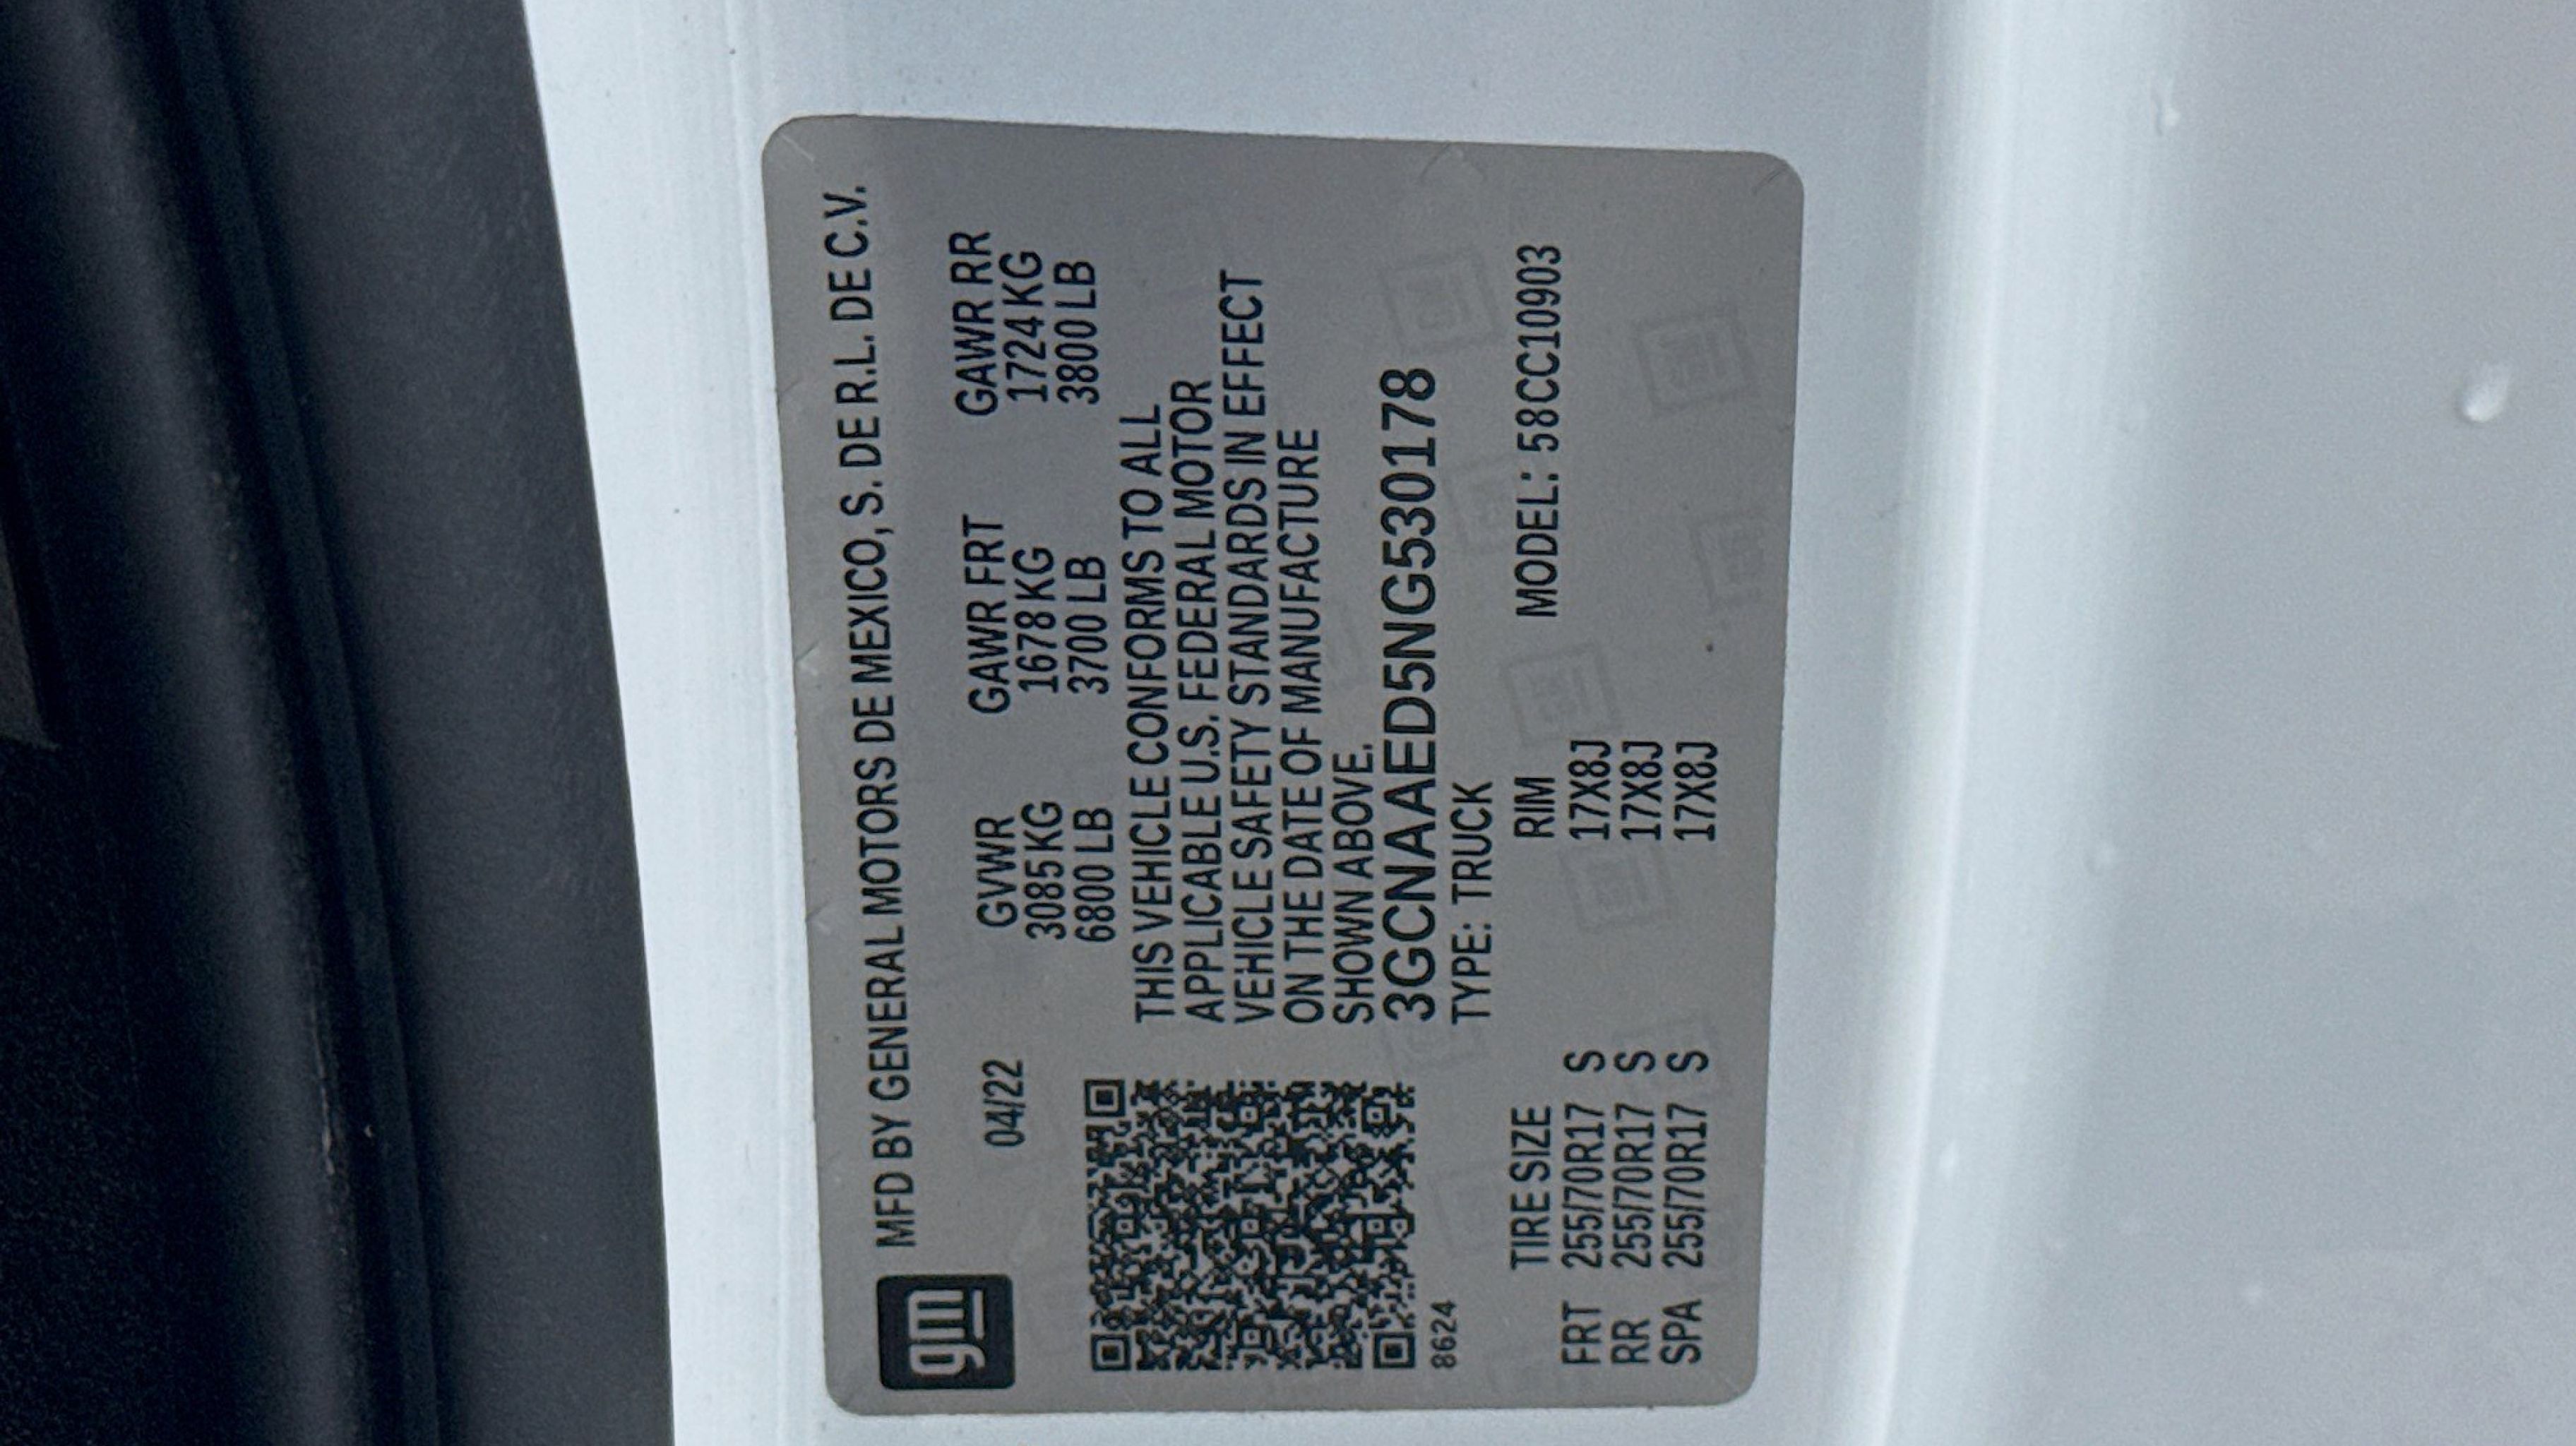 gm MFD BY GENERAL MOTORS DE MEXICO, S. DE R.L. DE C.V.
04/22 GVWR GAWR FRT GAWR RR
3085 KG 1678 KG 1724 KG
6800 LB 3700 LB 3800 LB
THIS VEHICLE CONFORMS TO ALL
APPLICABLE U.S. FEDERAL MOTOR
VEHICLE SAFETY STANDARDS IN EFFECT
ON THE DATE OF MANUFACTURE
SHOWN ABOVE.
3GCNAAED5NG530178
8624 TYPE: TRUCK
TIRE SIZE RIM MODEL: 58CC10903
FRT 255/70R17 S 17X8J
RR 255/70R17 S 17X8J
SPA 255/70R17 S 17X8J